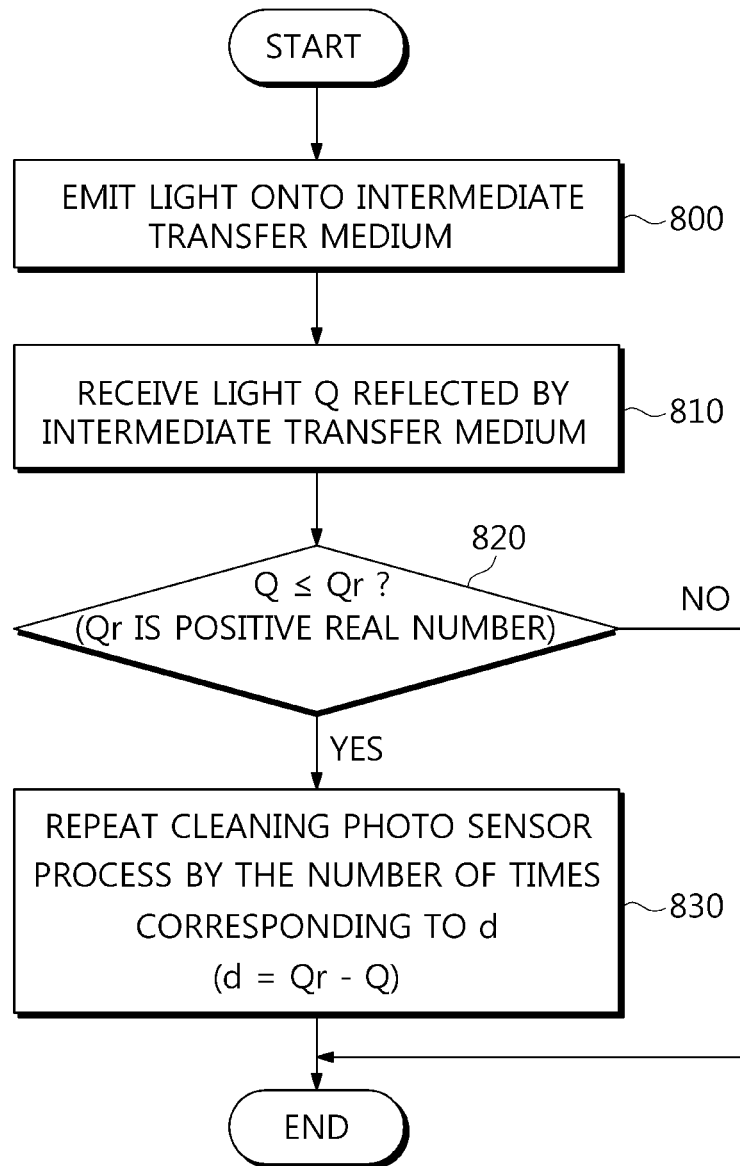 START
EMIT LIGHT ONTO INTERMEDIATE
TRANSFER MEDIUM
800
RECEIVE LIGHT Q REFLECTED BY
INTERMEDIATE TRANSFER MEDIUM
810
820
Q ≤ Qr ?
(Qr IS POSITIVE REAL NUMBER)
NO
YES
REPEAT CLEANING PHOTO SENSOR
PROCESS BY THE NUMBER OF TIMES
CORRESPONDING TO d
(d = Qr - Q)
830
END